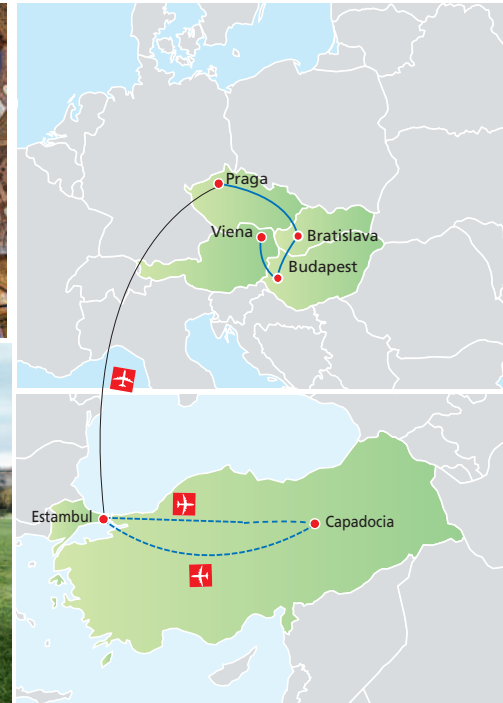 Praga
Viena
Bratislava
Budapest
Estambul
Capadocia